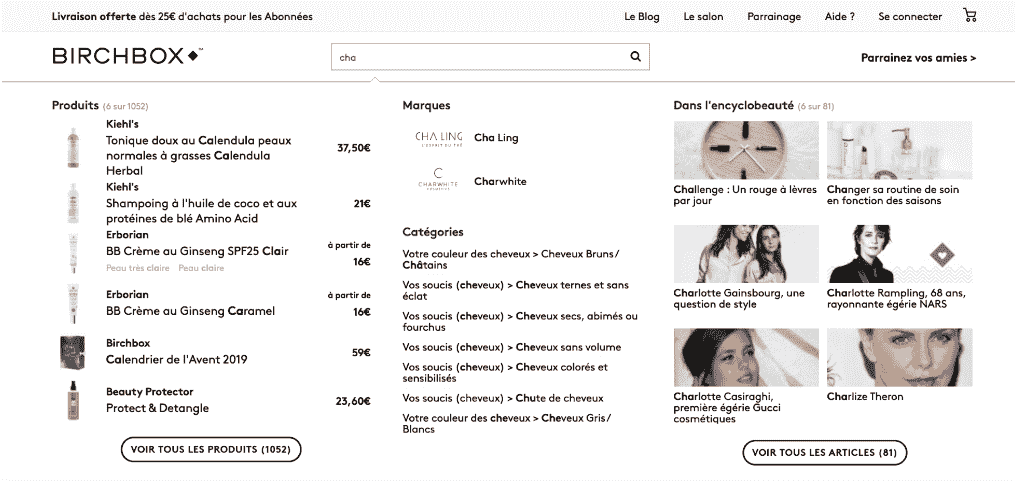 Livraison offerte dès 25€ d'achats pour les Abonnées
Le Blog
Le salon
Parrainage
Aide ?
Se connecter
BIRCHBOX™
cha
Parrainez vos amies >
Produits (6 sur 1052)
Kiehl's
Tonique doux au Calendula peaux
normales à grasses Calendula
Herbal
37,50€
Kiehl's
Shampoing à l'huile de coco et aux
protéines de blé Amino Acid
21€
Erborian
BB Crème au Ginseng SPF25 Clair
Peau très claire Peau claire
à partir de
16€
Erborian
BB Crème au Ginseng Caramel
à partir de
16€
Birchbox
Calendrier de l'Avent 2019
59€
Beauty Protector
Protect & Detangle
23,60€
VOIR TOUS LES PRODUITS (1052)
Marques
CHA LING
L'ESPRIT DU THÉ
Cha Ling
CHARWHITE
Charwhite
Catégories
Votre couleur des cheveux > Cheveux Bruns /
Châtains
Vos soucis (cheveux) > Cheveux ternes et sans
éclat
Vos soucis (cheveux) > Cheveux secs, abimés ou
fourchus
Vos soucis (cheveux) > Cheveux sans volume
Vos soucis (cheveux) > Cheveux colorés et
sensibilisés
Vos soucis (cheveux) > Chute de cheveux
Votre couleur des cheveux > Cheveux Gris /
Blancs
Dans l'encyclobeauté (6 sur 81)
Challenge : Un rouge à lèvres
par jour
Changer sa routine de soin
en fonction des saisons
Charlotte Gainsbourg, une
question de style
Charlotte Rampling, 68 ans,
rayonnante égérie NARS
Charlotte Casiraghi,
première égérie Gucci
cosmétiques
Charlize Theron
VOIR TOUS LES ARTICLES (81)